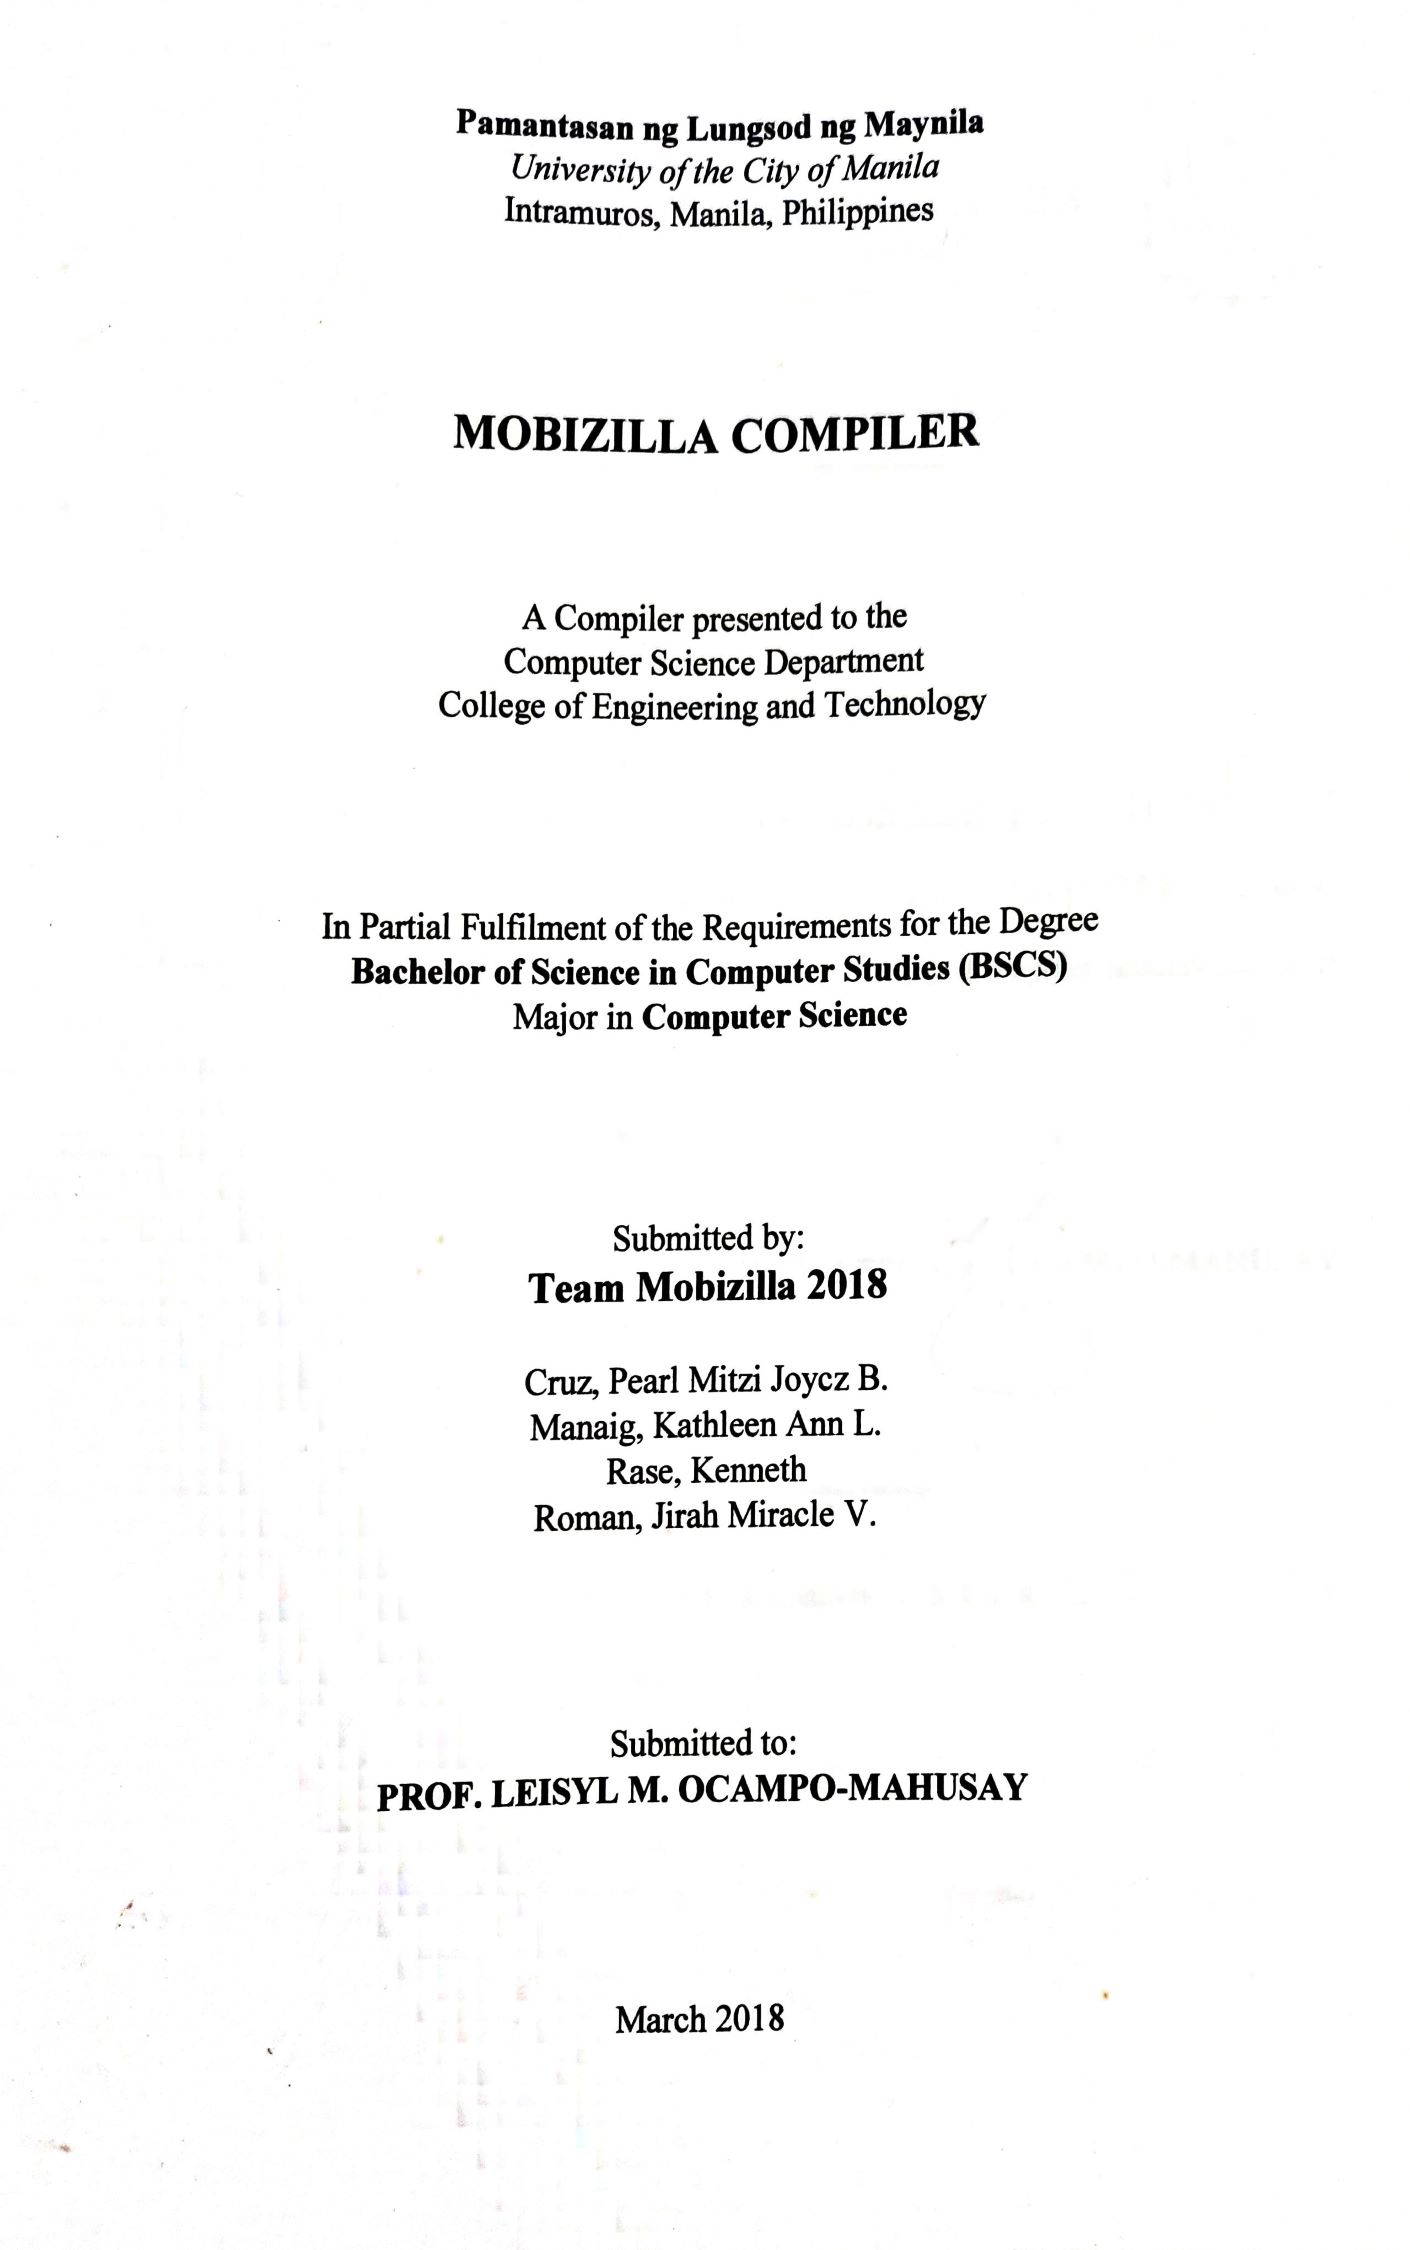 Pamantasan ng Lungsod ng Maynila
University of the City of Manila
Intramuros, Manila, Philippines
MOBIZILLA COMPILER
A Compiler presented to the
Computer Science Department
College of Engineering and Technology
In Partial Fulfilment of the Requirements for the Degree
Bachelor of Science in Computer Studies (BSCS)
Major in Computer Science
Submitted by:
Team Mobizilla 2018
Cruz, Pearl Mitzi Joycz B.
Manaig, Kathleen Ann L.
Rase, Kenneth
Roman, Jirah Miracle V.
Submitted to:
PROF. LEISYL M. OCAMPO-MAHUSAY
March 2018